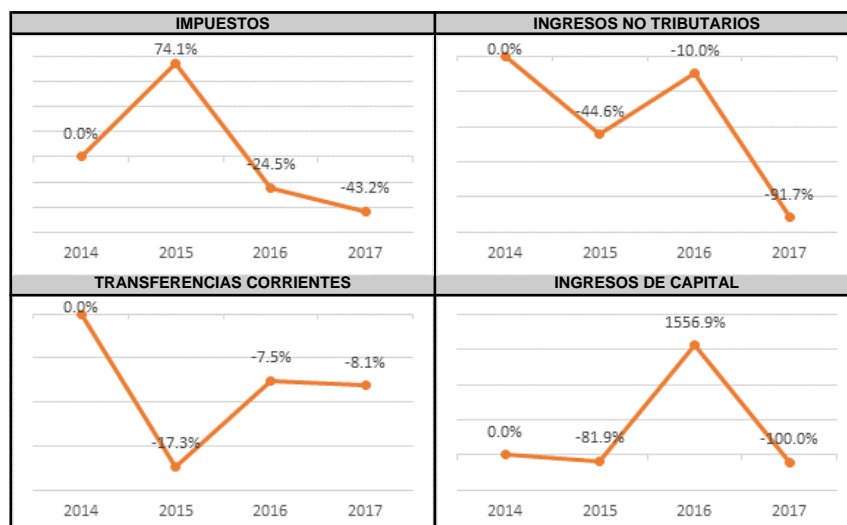 IMPUESTOS
74.1%
0.0%
-24.5%
-43.2%
2014 2015 2016 2017
INGRESOS NO TRIBUTARIOS
0.0%
-10.0%
-44.6%
-91.7%
2014 2015 2016 2017
TRANSFERENCIAS CORRIENTES
0.0%
-7.5%
-8.1%
-17.3%
2014 2015 2016 2017
INGRESOS DE CAPITAL
1556.9%
0.0%
-81.9%
-100.0%
2014 2015 2016 2017